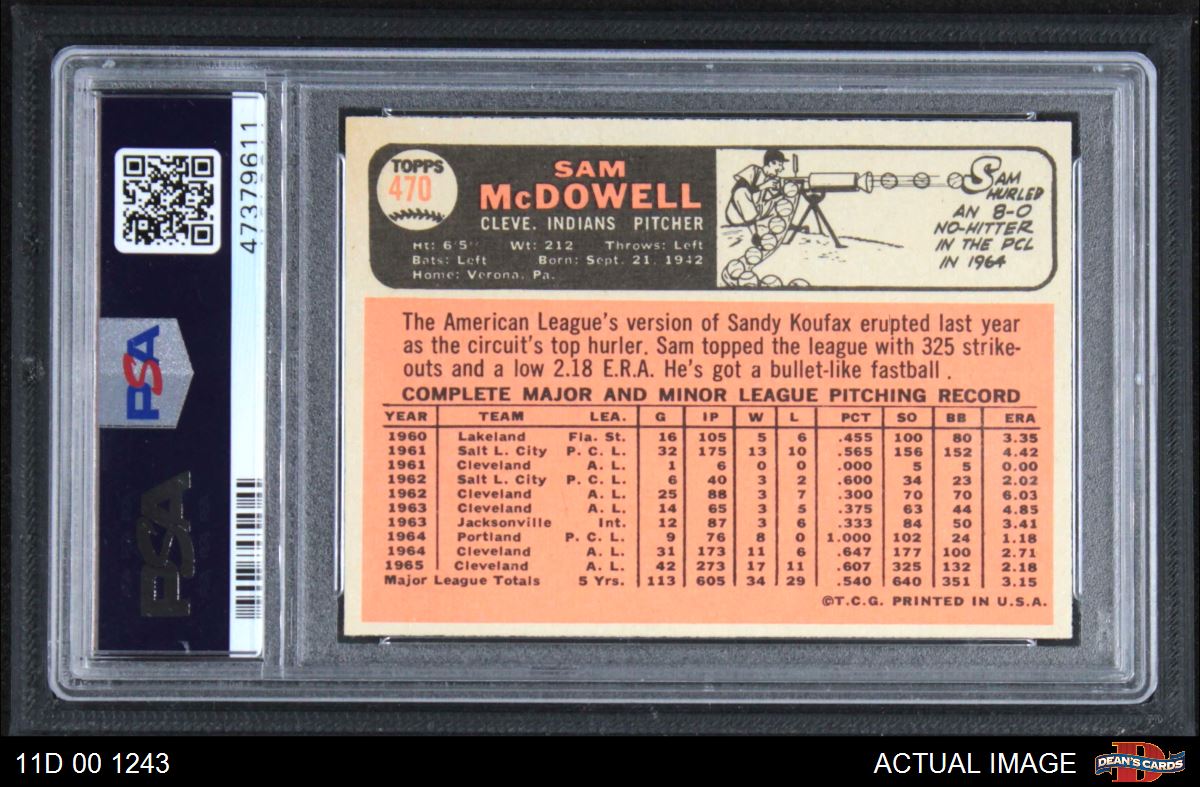 47379611
PSA
PSA
TOPPS
470
SAM
McDOWELL
CLEVE. INDIANS PITCHER
Ht: 6'5" Wt: 212 Throws: Left
Bats: Left Born: Sept. 21, 1942
Home: Verona, Pa.
SAM
HURLED
AN 8-0
NO-HITTER
IN THE PCL
IN 1964
The American League's version of Sandy Koufax erupted last year
as the circuit's top hurler. Sam topped the league with 325 strike-
outs and a low 2.18 E.R.A. He's got a bullet-like fastball.
COMPLETE MAJOR AND MINOR LEAGUE PITCHING RECORD
YEAR TEAM LEA. G IP W L PCT SO BB ERA
1960 Lakeland Fla. St. 16 105 5 6 .455 100 80 3.35
1961 Salt L. City P. C. L. 32 175 13 10 .565 156 152 4.42
1961 Cleveland A. L. 1 6 0 0 .000 5 5 0.00
1962 Salt L. City P. C. L. 6 40 3 2 .600 34 23 2.02
1962 Cleveland A. L. 25 88 3 7 .300 70 70 6.03
1963 Cleveland A. L. 14 65 3 5 .375 63 44 4.85
1963 Jacksonville Int. 12 87 3 6 .333 84 50 3.41
1964 Portland P. C. L. 9 76 8 0 1.000 102 24 1.18
1964 Cleveland A. L. 31 173 11 6 .647 177 100 2.71
1965 Cleveland A. L. 42 273 17 11 .607 325 132 2.18
Major League Totals 5 Yrs. 113 605 34 29 .540 640 351 3.15
©T.C.G. PRINTED IN U.S.A.
11D 00 1243
ACTUAL IMAGE
DEAN'S CARDS